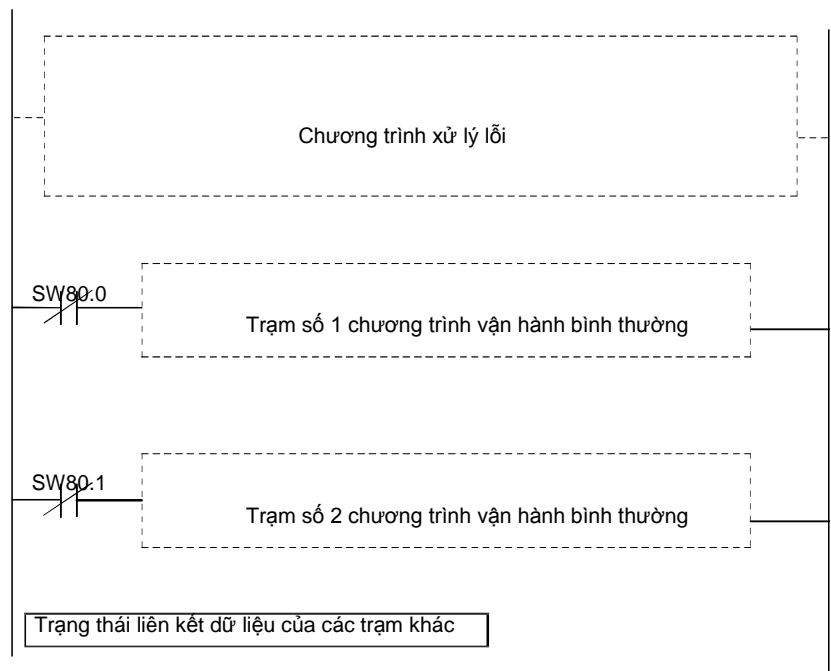 Chương trình xử lý lỗi
SW80.0
Trạm số 1 chương trình vận hành bình thường
SW80.1
Trạm số 2 chương trình vận hành bình thường
Trạng thái liên kết dữ liệu của các trạm khác